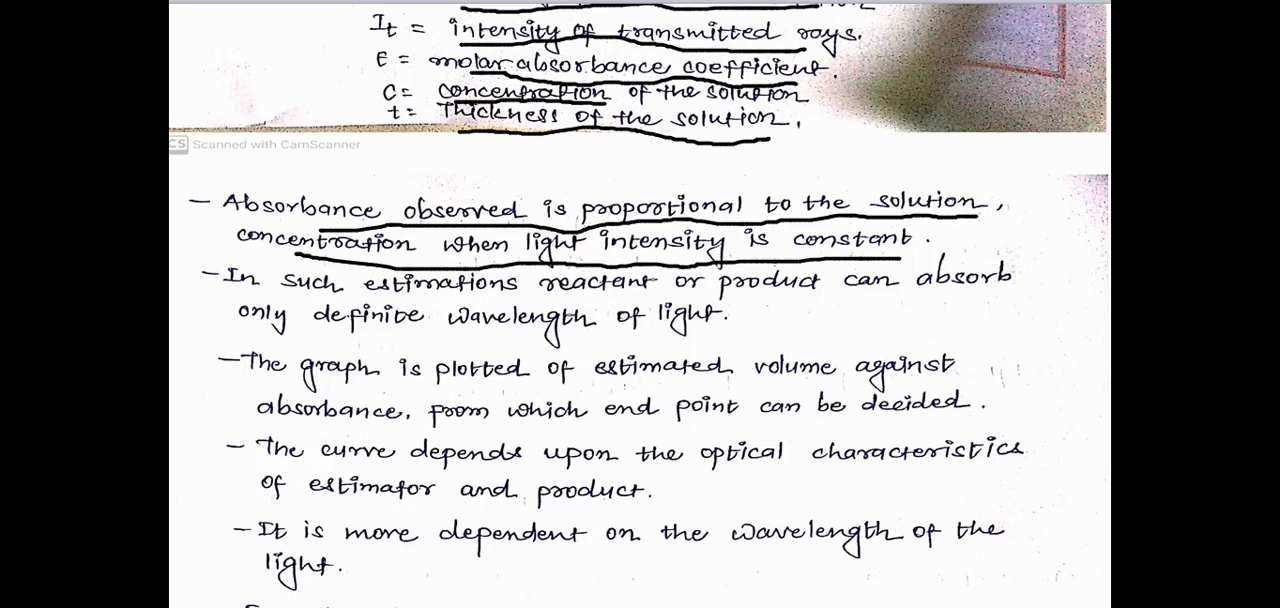 It = intensity of transmitted rays.
E = molar absorbance coefficient.
C = concentration of the solution
t = Thickness of the solution.
CS Scanned with CamScanner
- Absorbance observed is proportional to the solution,
concentration when light intensity is constant.
- In such estimations reactant or product can absorb
only definite wavelength of light.
- The graph is plotted of estimated volume against
absorbance, from which end point can be decided.
- The curve depends upon the optical characteristics
of estimator and product.
- It is more dependent on the wavelength of the
light.